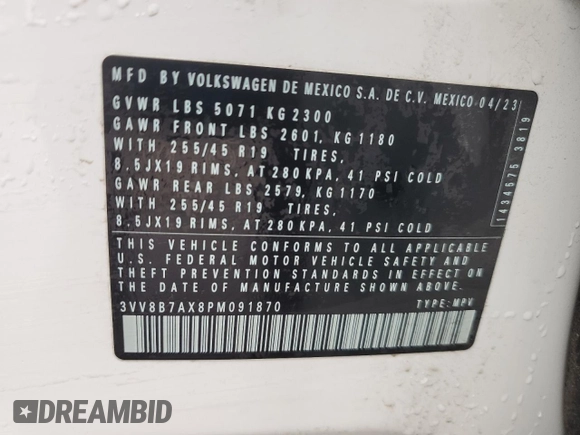 MFD BY VOLKSWAGEN DE MEXICO S.A. DE C.V. MEXICO-04/23
GVWR LBS 5071 KG 2300
GAWR FRONT LBS 2601, KG 1180
WITH 255/45 R19 TIRES,
8.5JX19 RIMS, AT 280 KPA, 41 PSI COLD
GAWR REAR LBS 2579, KG 1170
WITH 255/45 R19 TIRES,
8.5JX19 RIMS, AT 280 KPA, 41 PSI COLD
THIS VEHICLE CONFORMS TO ALL APPLICABLE
U.S. FEDERAL MOTOR VEHICLE SAFETY AND
THEFT PREVENTION STANDARDS IN EFFECT ON
THE DATE OF MANUFACTURE SHOWN ABOVE.
3VV8B7AX8PM091870 TYPE: MPV
1434575 3819
DREAMBID